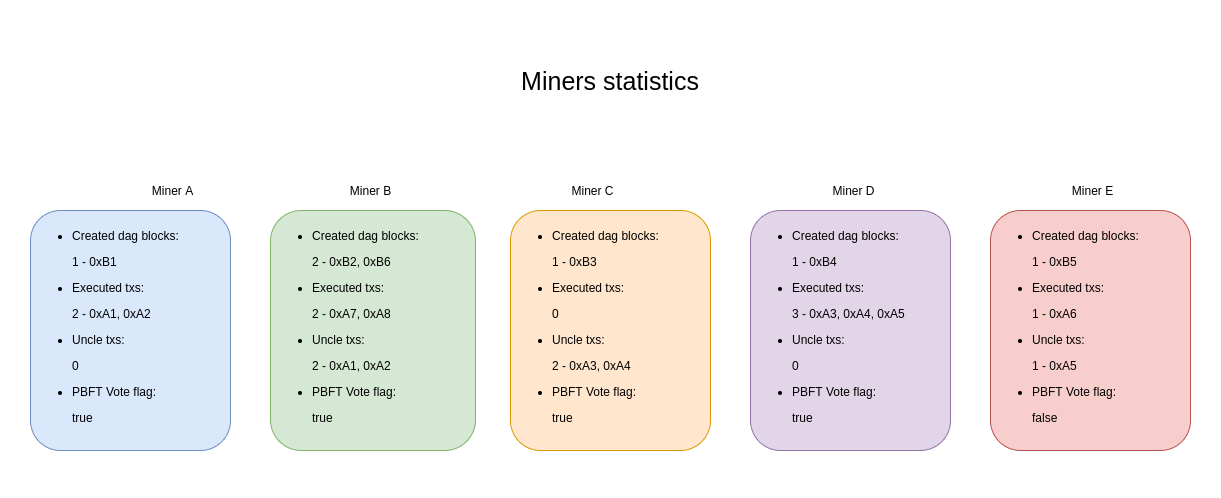 Miners statistics
Miner A
Created dag blocks:
1 - 0xB1
Executed txs:
2 - 0xA1, 0xA2
Uncle txs:
0
PBFT Vote flag:
true
Miner B
Created dag blocks:
2 - 0xB2, 0xB6
Executed txs:
2 - 0xA7, 0xA8
Uncle txs:
2 - 0xA1, 0xA2
PBFT Vote flag:
true
Miner C
Created dag blocks:
1 - 0xB3
Executed txs:
0
Uncle txs:
2 - 0xA3, 0xA4
PBFT Vote flag:
true
Miner D
Created dag blocks:
1 - 0xB4
Executed txs:
3 - 0xA3, 0xA4, 0xA5
Uncle txs:
0
PBFT Vote flag:
true
Miner E
Created dag blocks:
1 - 0xB5
Executed txs:
1 - 0xA6
Uncle txs:
1 - 0xA5
PBFT Vote flag:
false